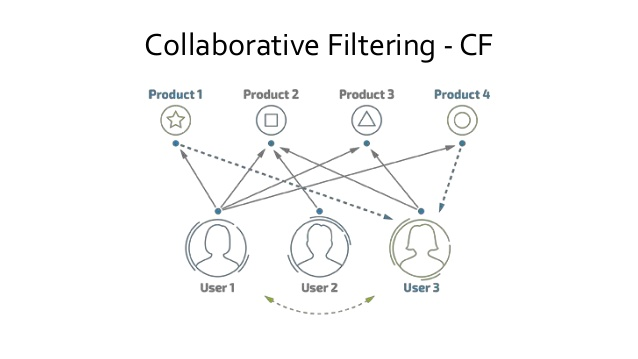 Collaborative Filtering - CF
Product 1 Product 2 Product 3 Product 4
User 1 User 2 User 3